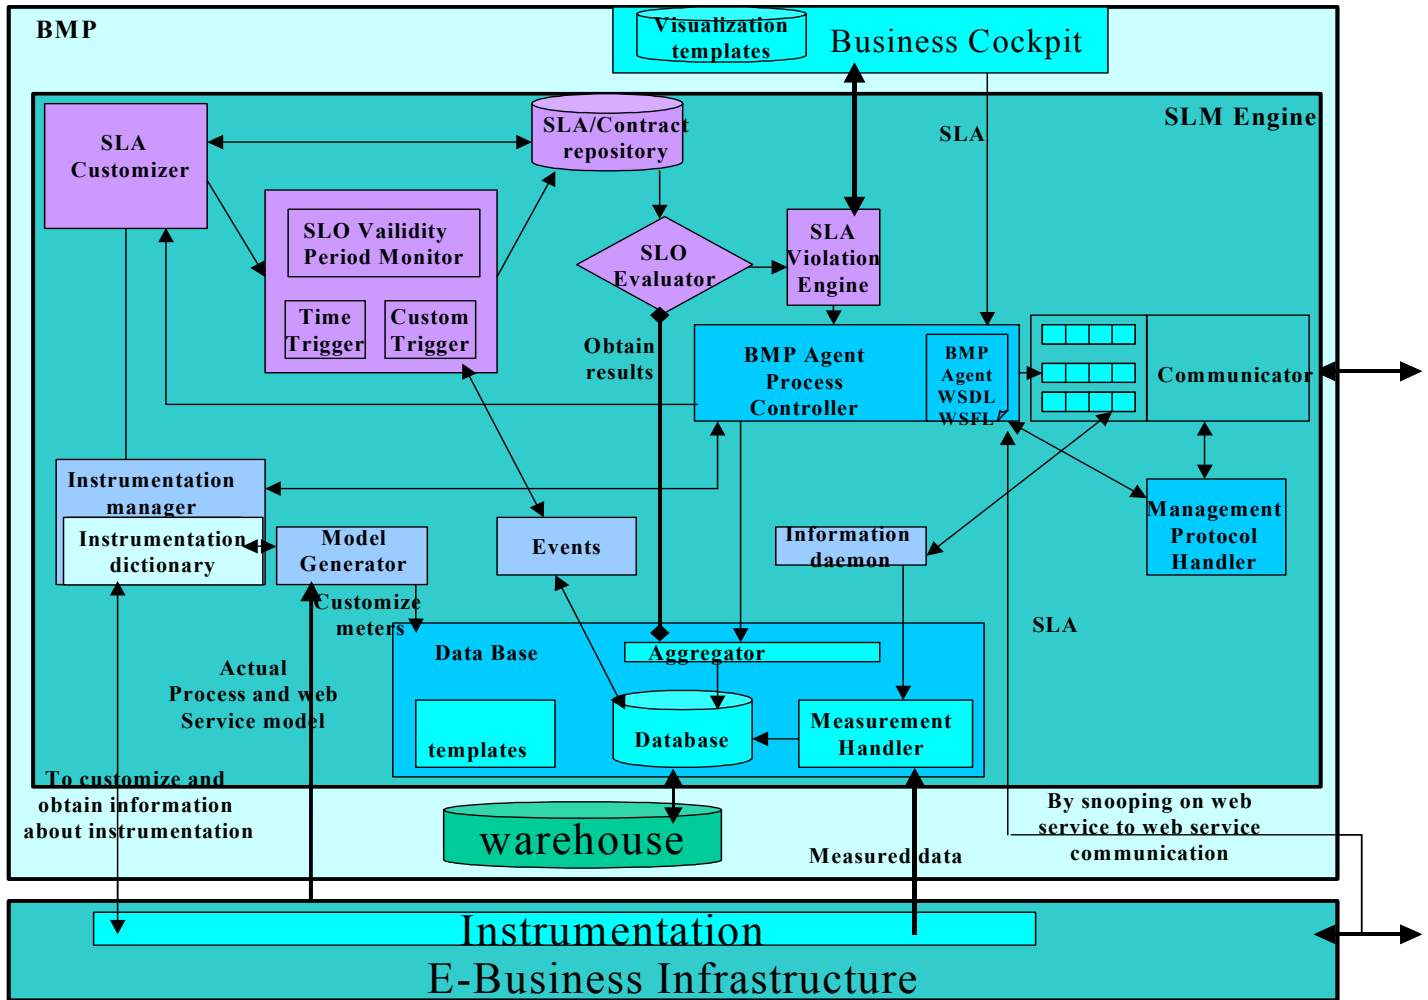 BMP
Visualization
templates
Business Cockpit
SLM Engine
SLA
Customizer
SLA/Contract
repository
SLA
SLO Vailidity
Period Monitor
Time
Trigger
Custom
Trigger
SLO
Evaluator
SLA
Violation
Engine
Obtain
results
BMP Agent
Process
Controller
BMP
Agent
WSDL
WSFL
Communicator
Instrumentation
manager
Instrumentation
dictionary
Model
Generator
Events
Information
daemon
Management
Protocol
Handler
Customize
meters
SLA
Data Base
Aggregator
Actual
Process and web
Service model
templates
Database
Measurement
Handler
To customize and
obtain information
about instrumentation
warehouse
Measured data
By snooping on web
service to web service
communication
Instrumentation
E-Business Infrastructure